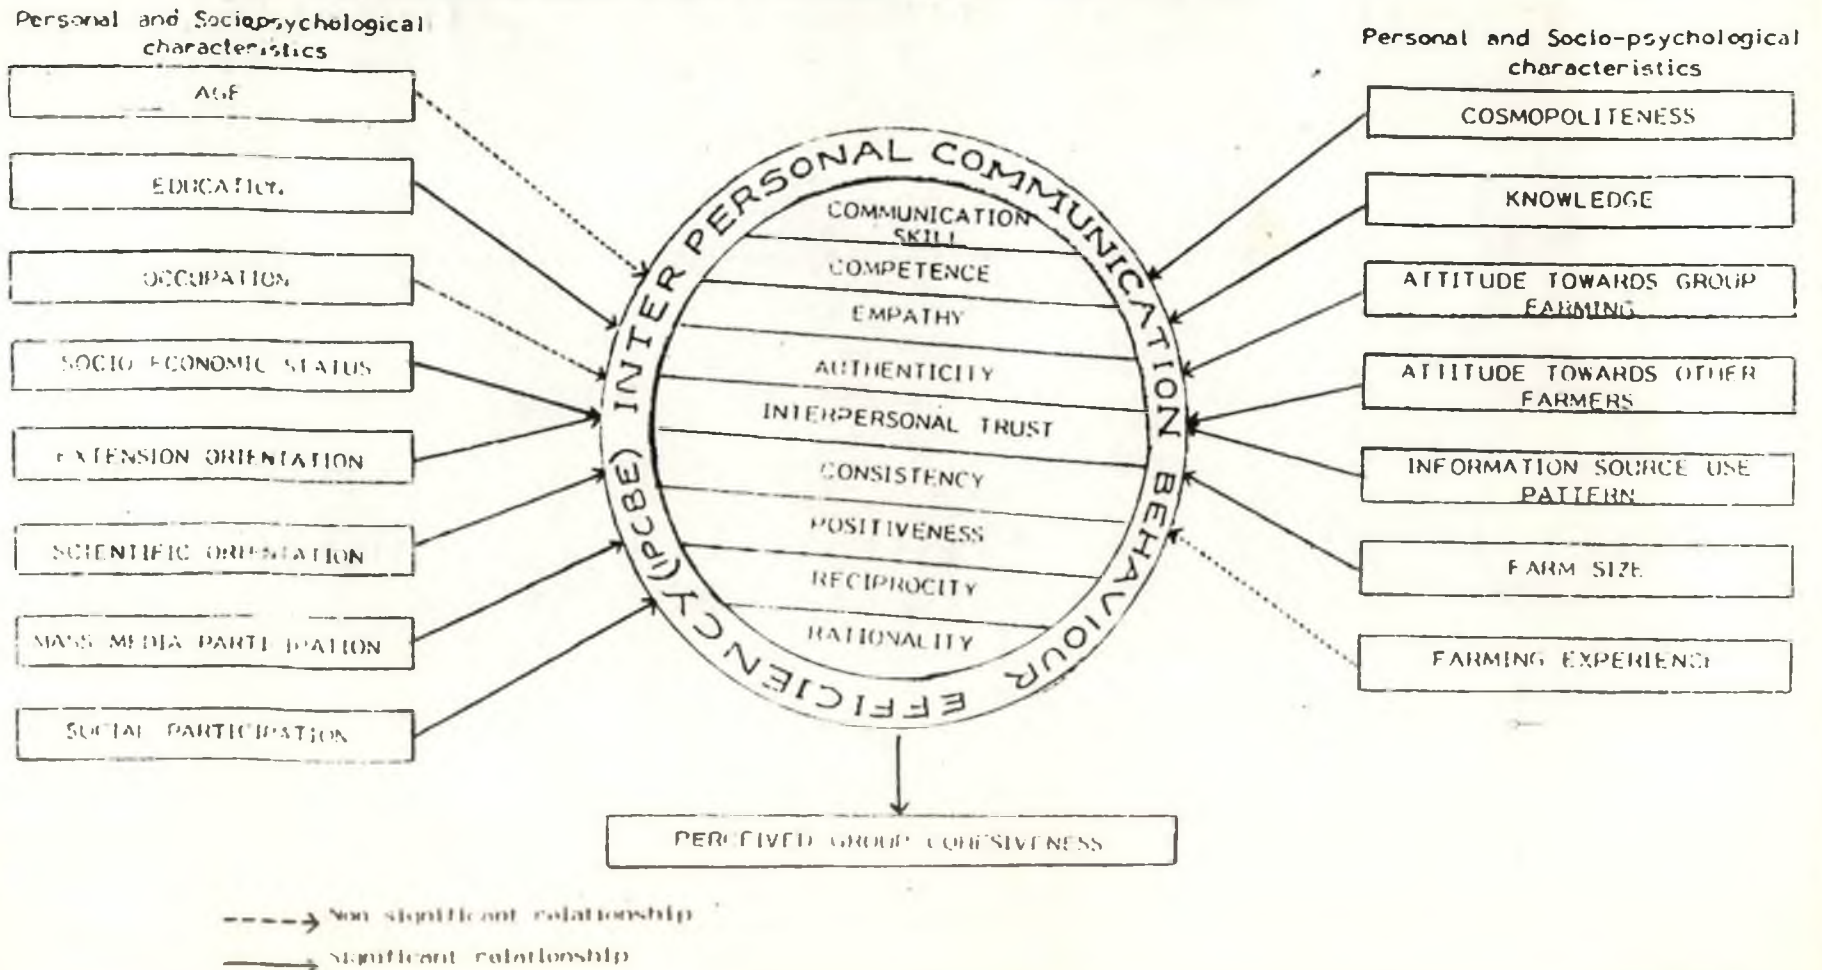 Personal and Sociopsychological
characteristics
AGE
EDUCATION
OCCUPATION
SOCIO ECONOMIC STATUS
EXTENSION ORIENTATION
SCIENTIFIC ORIENTATION
MASS MEDIA PARTICIPATION
SOCIAL PARTICIPATION
INTER PERSONAL COMMUNICATION BEHAVIOUR EFFICIENCY (IPCBE)
COMMUNICATION
SKILL
COMPETENCE
EMPATHY
AUTHENTICITY
INTERPERSONAL TRUST
CONSISTENCY
POSITIVENESS
RECIPROCITY
RATIONALITY
Personal and Socio-psychological
characteristics
COSMOPOLITENESS
KNOWLEDGE
ATTITUDE TOWARDS GROUP
FARMING
ATTITUDE TOWARDS OTHER
FARMERS
INFORMATION SOURCE USE
PATTERN
FARM SIZE
FARMING EXPERIENCE
PERCEIVED GROUP COHESIVENESS
Non significant relationship
Significant relationship